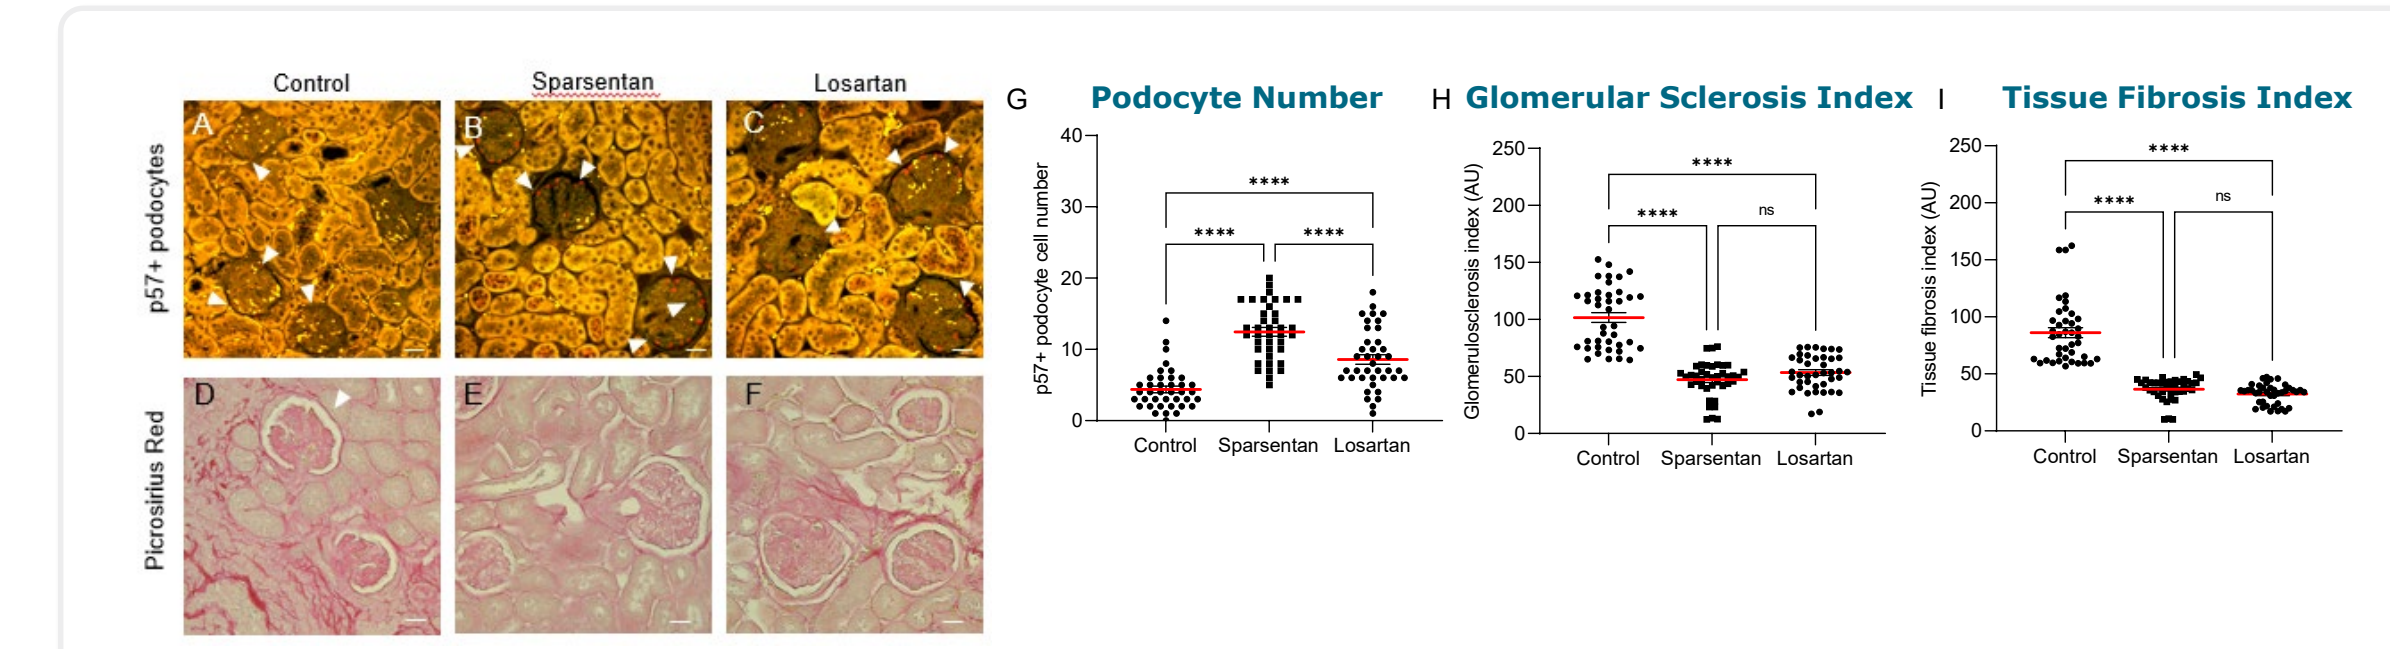 Control
Sparsentan
Losartan
p57+ podocytes
A
B
C
Picrosirius Red
D
E
F
G
Podocyte Number
p57+ podocyte cell number
40
30
20
10
0
****
****
****
Control
Sparsentan
Losartan
H
Glomerular Sclerosis Index
Glomerulosclerosis index (AU)
250
200
150
100
50
0
****
****
ns
Control
Sparsentan
Losartan
I
Tissue Fibrosis Index
Tissue fibrosis index (AU)
250
200
150
100
50
0
****
****
ns
Control
Sparsentan
Losartan